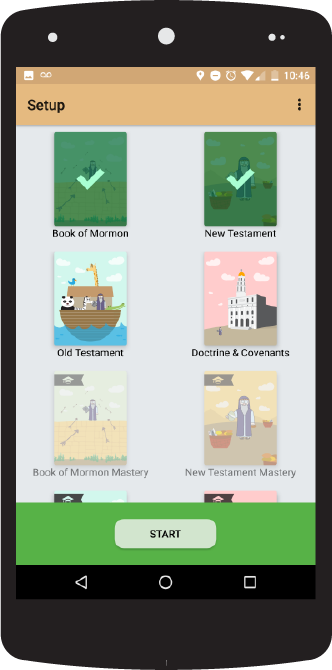 10:46
Setup
Book of Mormon
New Testament
Old Testament
Doctrine & Covenants
Book of Mormon Mastery
New Testament Mastery
START